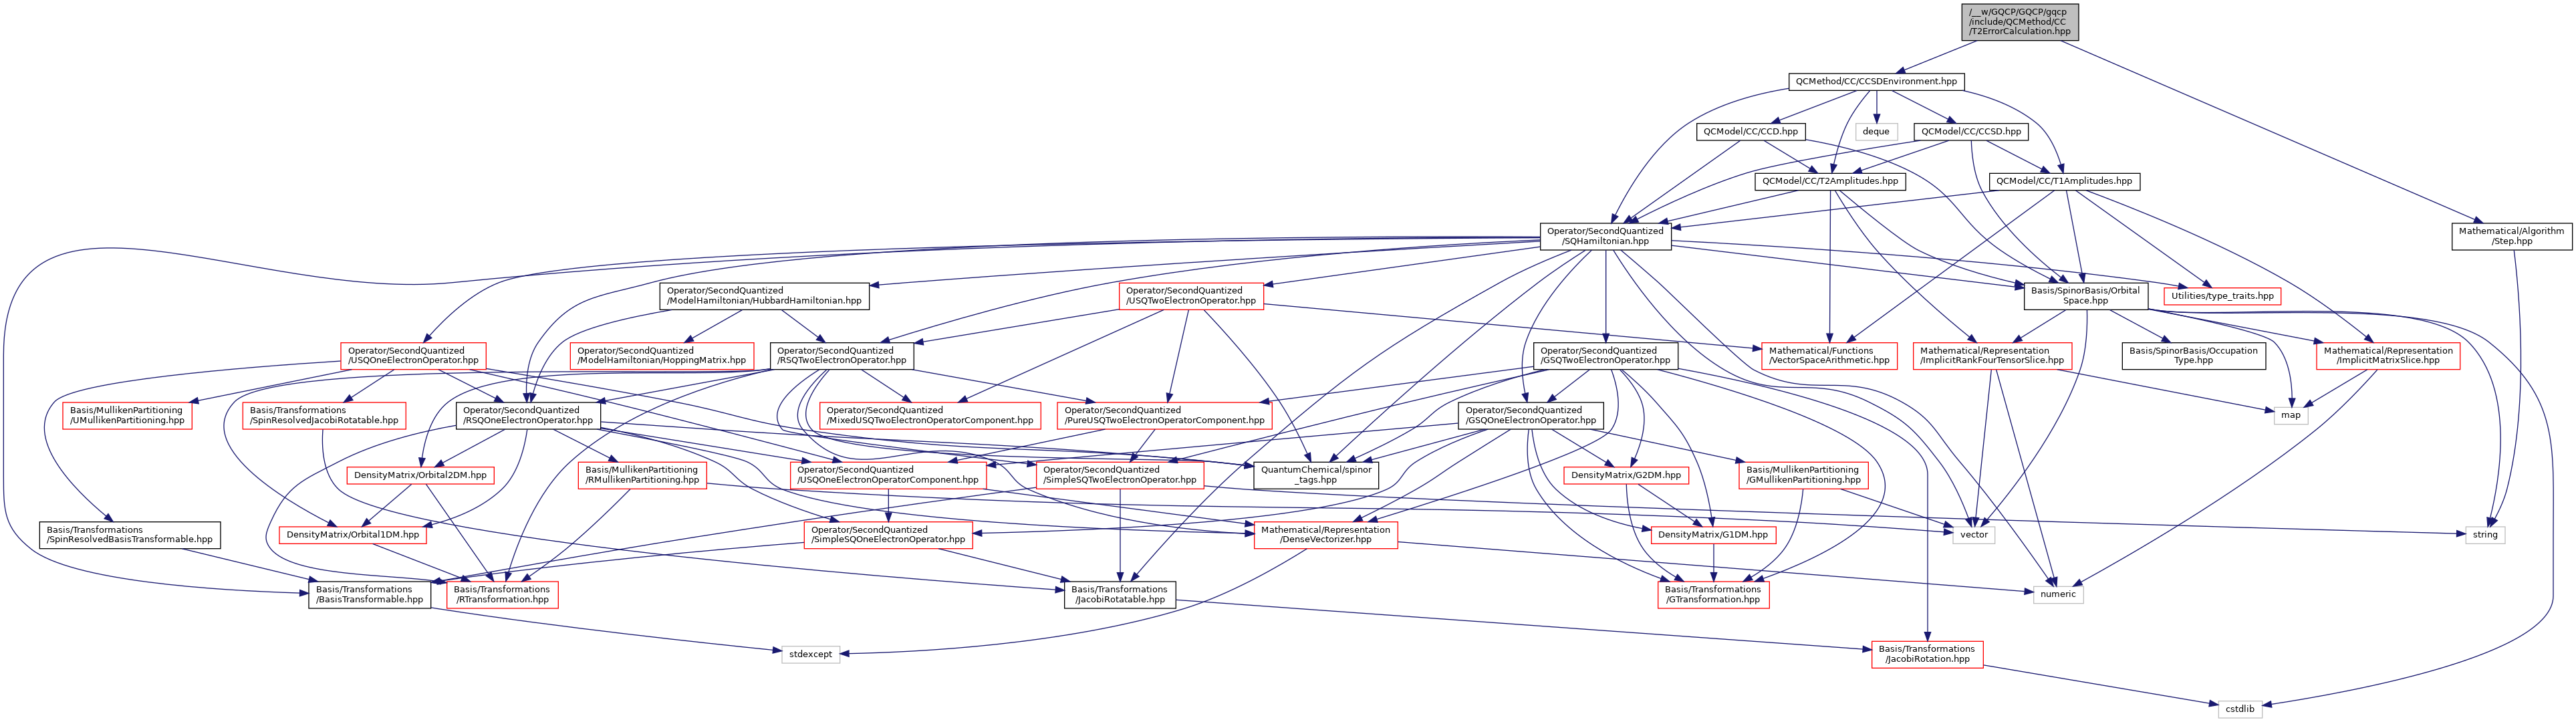 /__w/GQCP/GQCP/gqcp
/include/QCMethod/CC
/T2ErrorCalculation.hpp
QCMethod/CC/CCSDEnvironment.hpp
QCModel/CC/CCD.hpp
deque
QCModel/CC/CCSD.hpp
QCModel/CC/T2Amplitudes.hpp
QCModel/CC/T1Amplitudes.hpp
Operator/SecondQuantized
/SQHamiltonian.hpp
Mathematical/Algorithm
/Step.hpp
Operator/SecondQuantized
/ModelHamiltonian/HubbardHamiltonian.hpp
Operator/SecondQuantized
/USQTwoElectronOperator.hpp
Basis/SpinorBasis/Orbital
Space.hpp
Utilities/type_traits.hpp
Operator/SecondQuantized
/USQOneElectronOperator.hpp
Operator/SecondQuantized
/ModelHamiltonian/HoppingMatrix.hpp
Operator/SecondQuantized
/RSQTwoElectronOperator.hpp
Operator/SecondQuantized
/GSQTwoElectronOperator.hpp
Mathematical/Functions
/VectorSpaceArithmetic.hpp
Mathematical/Representation
/ImplicitRankFourTensorSlice.hpp
Basis/SpinorBasis/Occupation
Type.hpp
Mathematical/Representation
/ImplicitMatrixSlice.hpp
Basis/MullikenPartitioning
/UMullikenPartitioning.hpp
Basis/Transformations
/SpinResolvedJacobiRotatable.hpp
Operator/SecondQuantized
/RSQOneElectronOperator.hpp
Operator/SecondQuantized
/MixedUSQTwoElectronOperatorComponent.hpp
Operator/SecondQuantized
/PureUSQTwoElectronOperatorComponent.hpp
Operator/SecondQuantized
/GSQOneElectronOperator.hpp
map
DensityMatrix/Orbital2DM.hpp
Basis/MullikenPartitioning
/RMullikenPartitioning.hpp
Operator/SecondQuantized
/USQOneElectronOperatorComponent.hpp
Operator/SecondQuantized
/SimpleSQTwoElectronOperator.hpp
QuantumChemical/spinor
_tags.hpp
DensityMatrix/G2DM.hpp
Basis/MullikenPartitioning
/GMullikenPartitioning.hpp
Basis/Transformations
/SpinResolvedBasisTransformable.hpp
DensityMatrix/Orbital1DM.hpp
Operator/SecondQuantized
/SimpleSQOneElectronOperator.hpp
Mathematical/Representation
/DenseVectorizer.hpp
DensityMatrix/G1DM.hpp
vector
string
Basis/Transformations
/BasisTransformable.hpp
Basis/Transformations
/RTransformation.hpp
Basis/Transformations
/JacobiRotatable.hpp
Basis/Transformations
/GTransformation.hpp
numeric
stdexcept
Basis/Transformations
/JacobiRotation.hpp
cstdlib